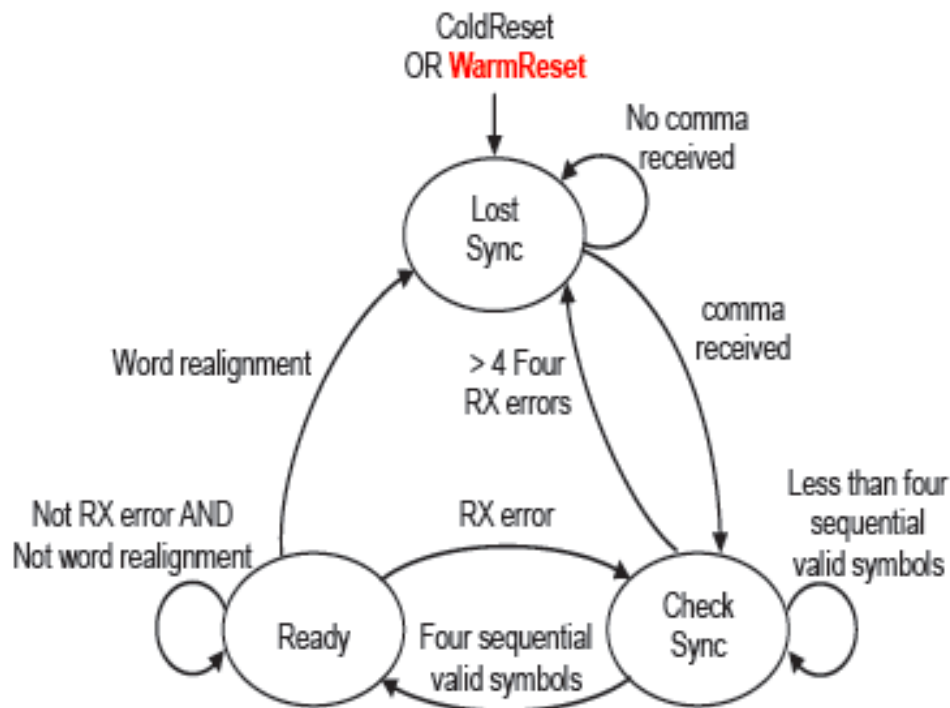 ColdReset
OR WarmReset
No comma
received
Lost
Sync
comma
received
Word realignment
> 4 Four
RX errors
Less than four
sequential
valid symbols
Not RX error AND
Not word realignment
RX error
Check
Sync
Ready
Four sequential
valid symbols